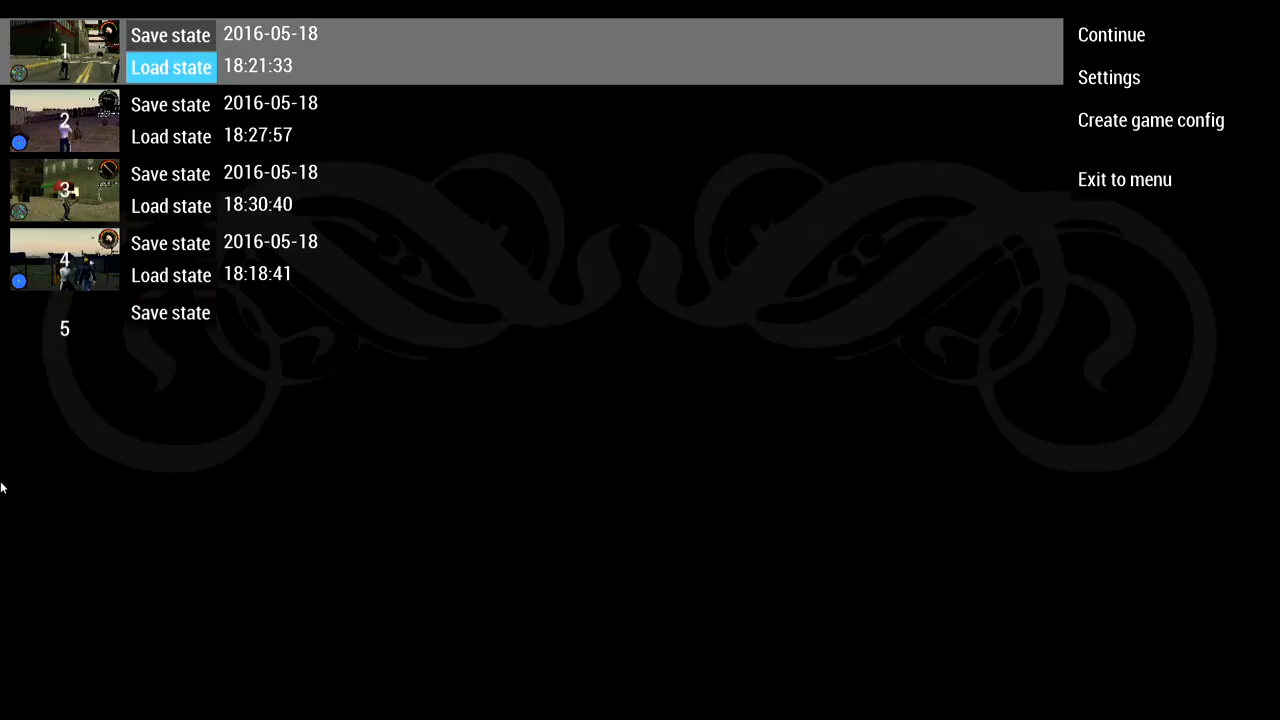 1
Save state 2016-05-18
Load state 18:21:33
2
Save state 2016-05-18
Load state 18:27:57
3
Save state 2016-05-18
Load state 18:30:40
4
Save state 2016-05-18
Load state 18:18:41
5
Save state
Continue
Settings
Create game config
Exit to menu